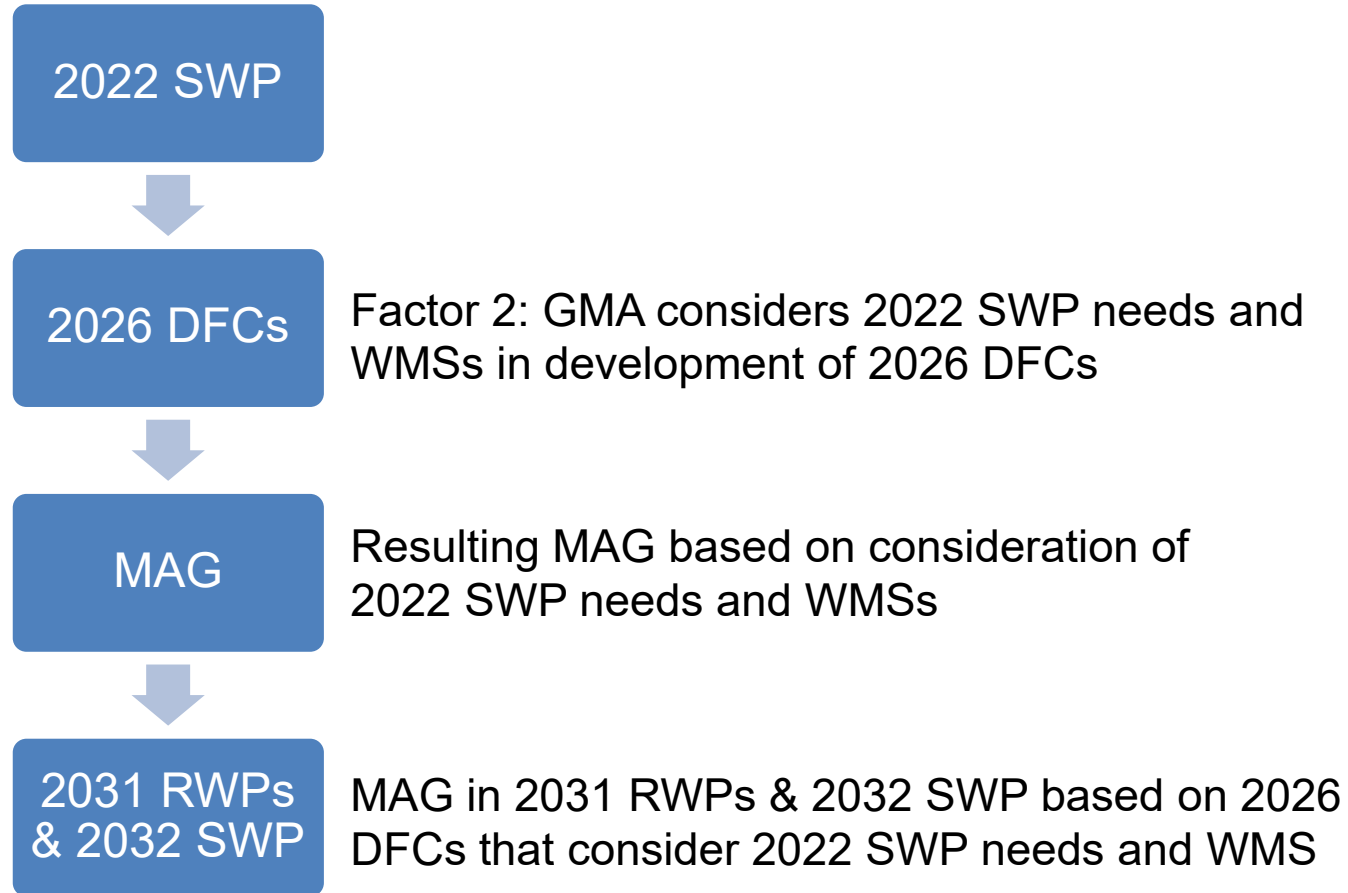 2022 SWP
2026 DFCs
Factor 2: GMA considers 2022 SWP needs and
WMSs in development of 2026 DFCs
MAG
Resulting MAG based on consideration of
2022 SWP needs and WMSs
2031 RWPs
& 2032 SWP
MAG in 2031 RWPs & 2032 SWP based on 2026
DFCs that consider 2022 SWP needs and WMS